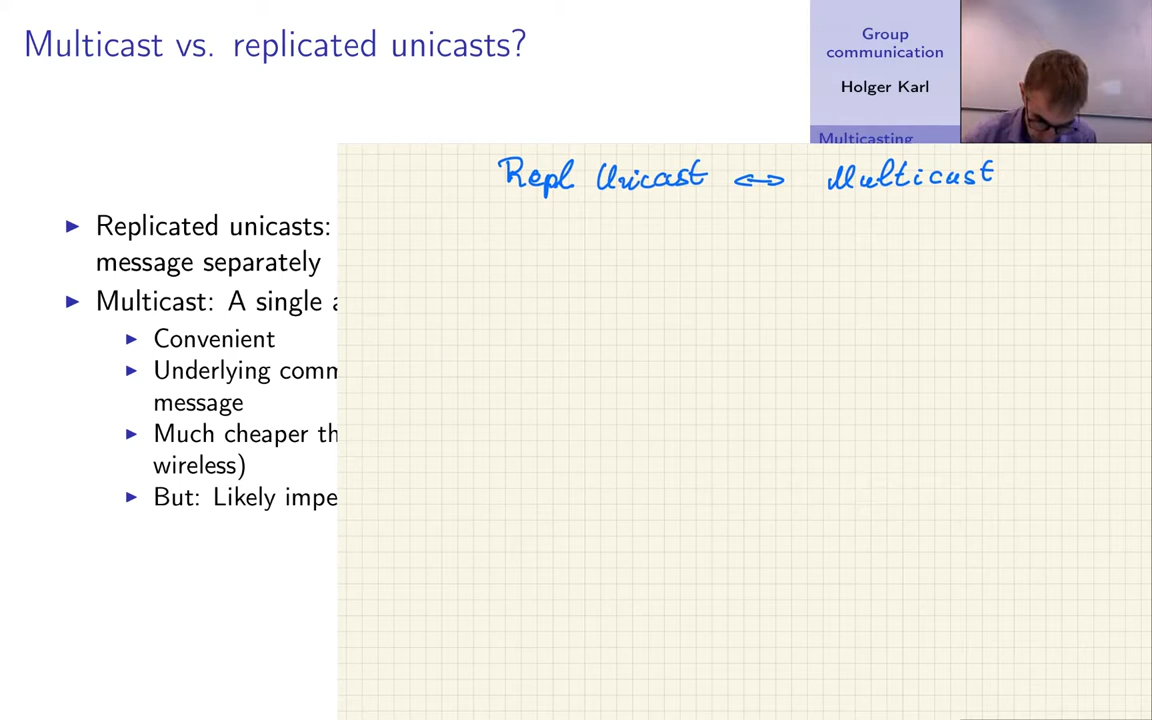 Multicast vs. replicated unicasts?
Group
communication
Holger Karl
Multicasting
Repl Unicast ↔ Multicast
▶ Replicated unicasts:
message separately
▶ Multicast: A single a
▶ Convenient
▶ Underlying comm
message
▶ Much cheaper th
wireless)
▶ But: Likely impe